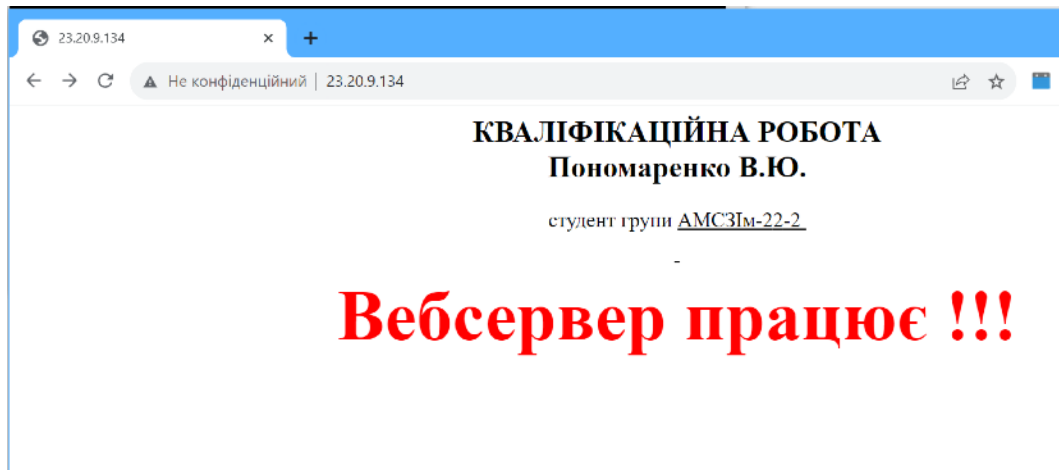 23.20.9.134
Не конфіденційний | 23.20.9.134
КВАЛІФІКАЦІЙНА РОБОТА
Пономаренко В.Ю.
студент групи АМСЗІм-22-2
-
Вебсервер працює !!!